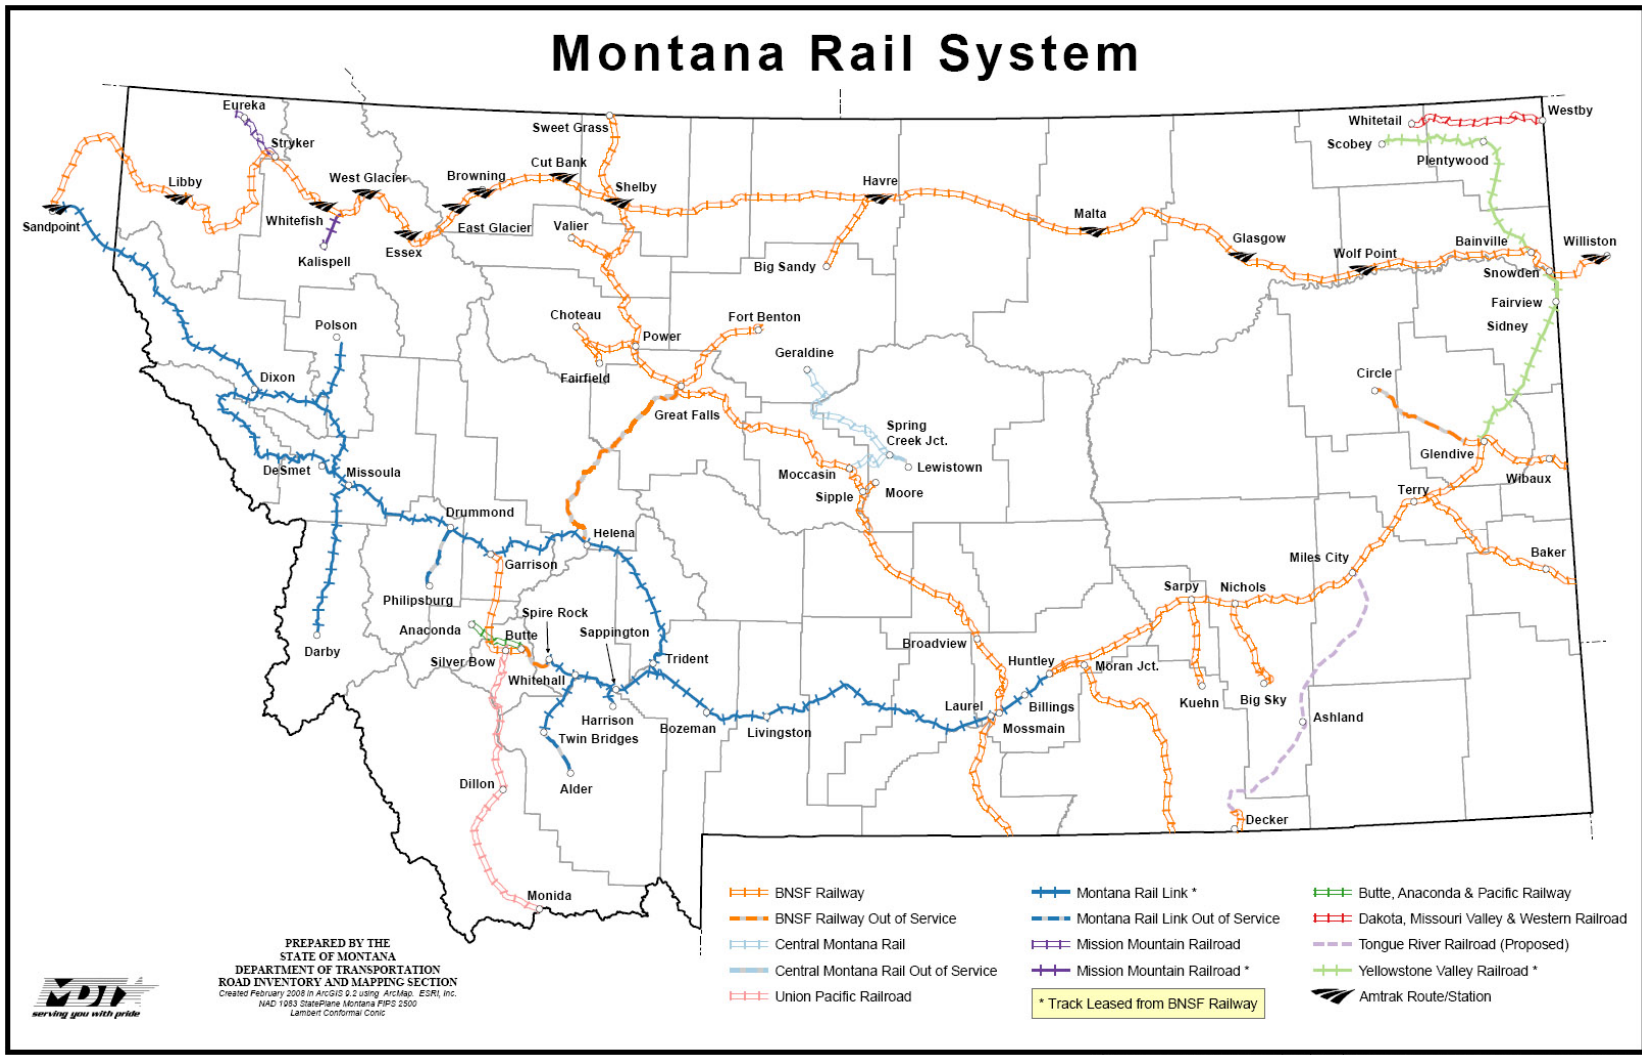 Montana Rail System
Eureka
Stryker
Sweet Grass
Whitetail
Westby
Scobey
Plentywood
Libby
West Glacier
Browning
Cut Bank
Shelby
Havre
Sandpoint
Whitefish
Kalispell
Essex
East Glacier
Valier
Big Sandy
Malta
Glasgow
Wolf Point
Bainville
Williston
Snowden
Fairview
Sidney
Polson
Choteau
Power
Fort Benton
Geraldine
Fairfield
Great Falls
Circle
Dixon
Spring
Creek Jct.
Lewistown
Moccasin
Sipple
Moore
Glendive
Wibaux
Terry
DeSmet
Missoula
Drummond
Helena
Garrison
Philipsburg
Miles City
Baker
Sarpy
Nichols
Spire Rock
Sappington
Anaconda
Butte
Silver Bow
Whitehall
Darby
Trident
Broadview
Huntley
Moran Jct.
Kuehn
Big Sky
Ashland
Harrison
Twin Bridges
Bozeman
Livingston
Laurel
Billings
Mossmain
Dillon
Alder
Decker
Monida
BNSF Railway
BNSF Railway Out of Service
Central Montana Rail
Central Montana Rail Out of Service
Union Pacific Railroad
Montana Rail Link *
Montana Rail Link Out of Service
Mission Mountain Railroad
Mission Mountain Railroad *
* Track Leased from BNSF Railway
Butte, Anaconda & Pacific Railway
Dakota, Missouri Valley & Western Railroad
Tongue River Railroad (Proposed)
Yellowstone Valley Railroad *
Amtrak Route/Station
MDT
serving you with pride
PREPARED BY THE
STATE OF MONTANA
DEPARTMENT OF TRANSPORTATION
ROAD INVENTORY AND MAPPING SECTION
Created February 2008 in ArcGIS 9.2 using ArcMap. ESRI, Inc.
NAD 1983 StatePlane Montana FIPS 2500
Lambert Conformal Conic